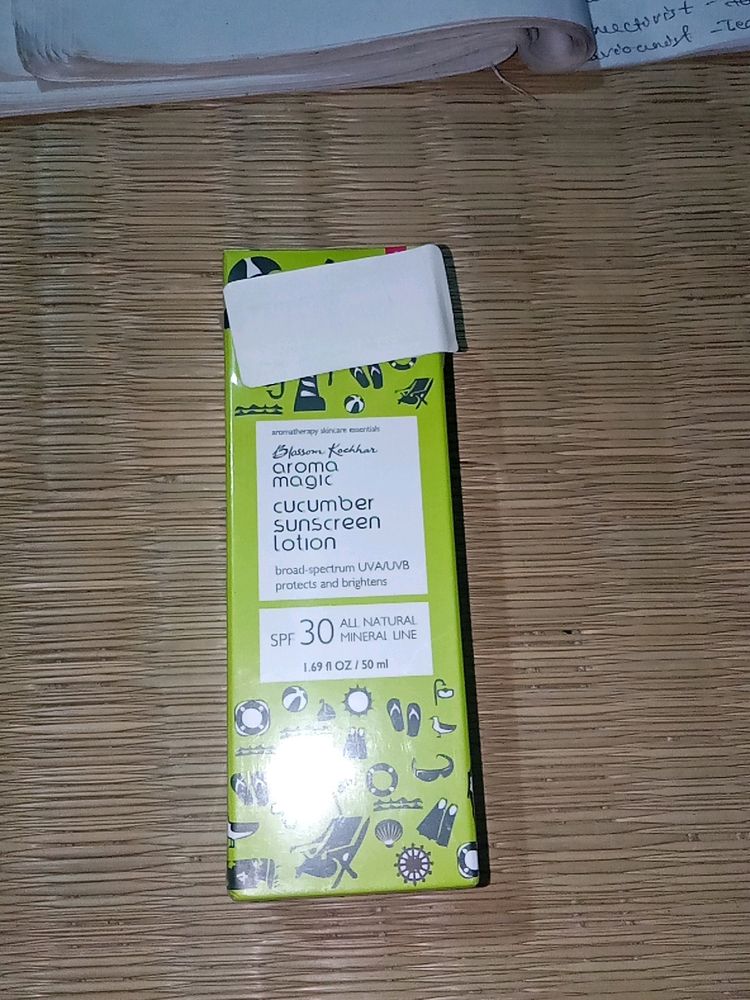 aromatherapy skincare essentials
Blossom Kochhar
aroma
magic
cucumber
sunscreen
lotion
broad-spectrum UVA/UVB
protects and brightens
SPF 30 ALL NATURAL
MINERAL LINE
1.69 fl OZ / 50 ml